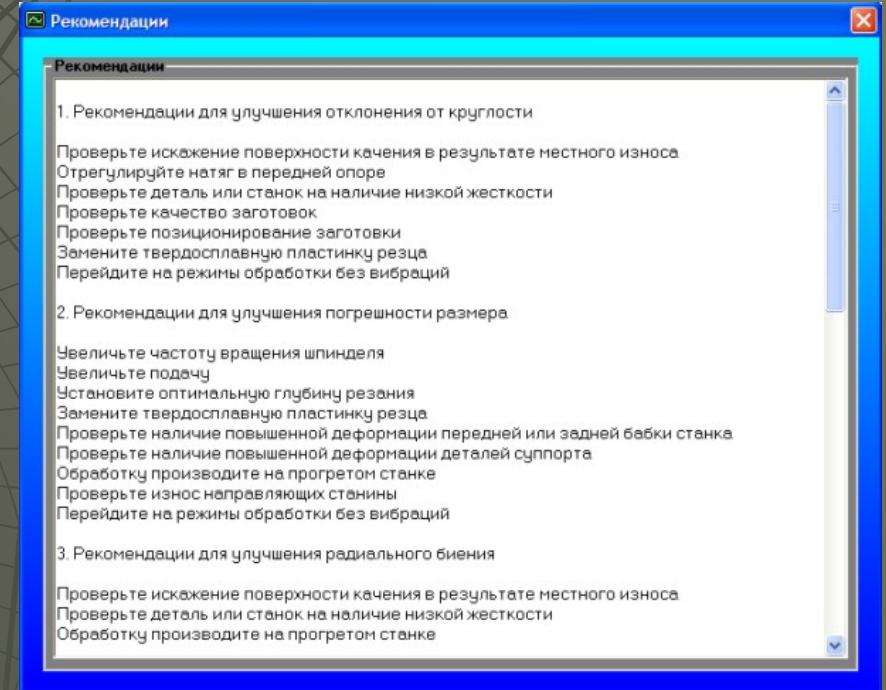 Рекомендации
Рекомендации
1. Рекомендации для улучшения отклонения от круглости
Проверьте искажение поверхности качения в результате местного износа
Отрегулируйте натяг в передней опоре
Проверьте деталь или станок на наличие низкой жесткости
Проверьте качество заготовок
Проверьте позиционирование заготовки
Замените твердосплавную пластинку резца
Перейдите на режимы обработки без вибраций
2. Рекомендации для улучшения погрешности размера
Увеличьте частоту вращения шпинделя
Увеличьте подачу
Установите оптимальную глубину резания
Замените твердосплавную пластинку резца
Проверьте наличие повышенной деформации передней или задней бабки станка
Проверьте наличие повышенной деформации деталей суппорта
Обработку производите на прогретом станке
Проверьте износ направляющих станины
Перейдите на режимы обработки без вибраций
3. Рекомендации для улучшения радиального биения
Проверьте искажение поверхности качения в результате местного износа
Проверьте деталь или станок на наличие низкой жесткости
Обработку производите на прогретом станке